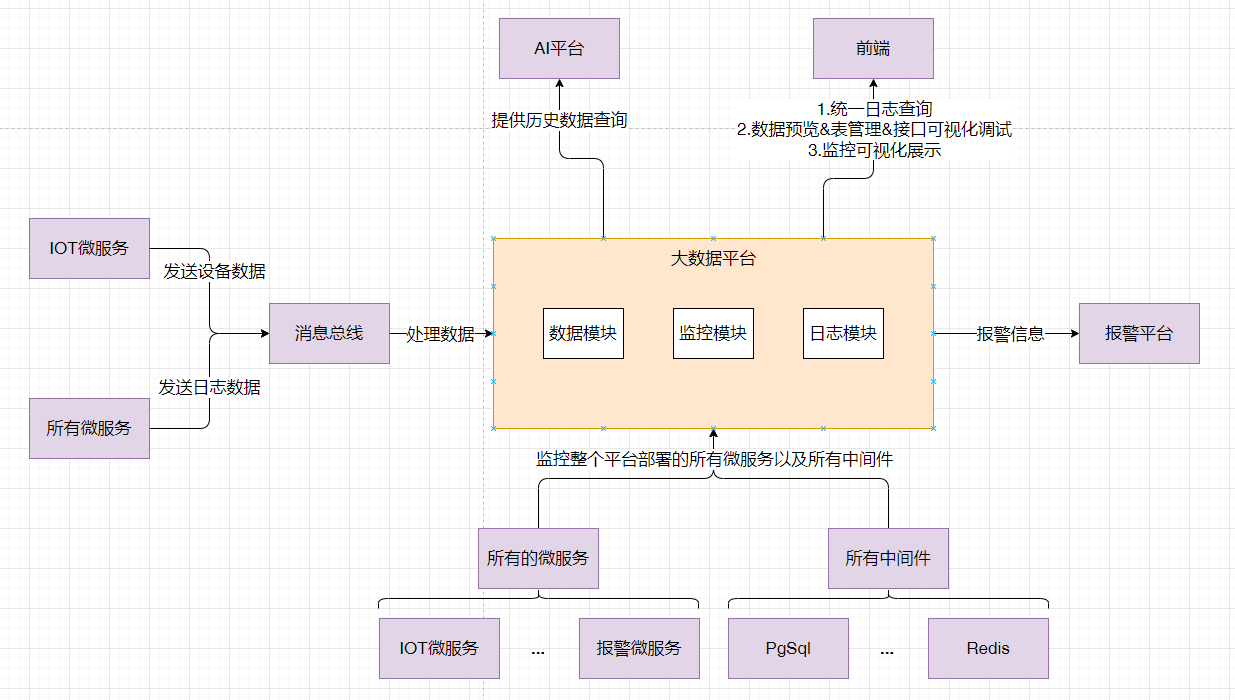 AI平台
前端
提供历史数据查询
1.统一日志查询
2.数据预览&表管理&接口可视化调试
3.监控可视化展示
IOT微服务
发送设备数据
消息总线
处理数据
发送日志数据
所有微服务
大数据平台
数据模块
监控模块
日志模块
报警信息
报警平台
监控整个平台部署的所有微服务以及所有中间件
所有的微服务
所有中间件
IOT微服务
...
报警微服务
PgSql
...
Redis